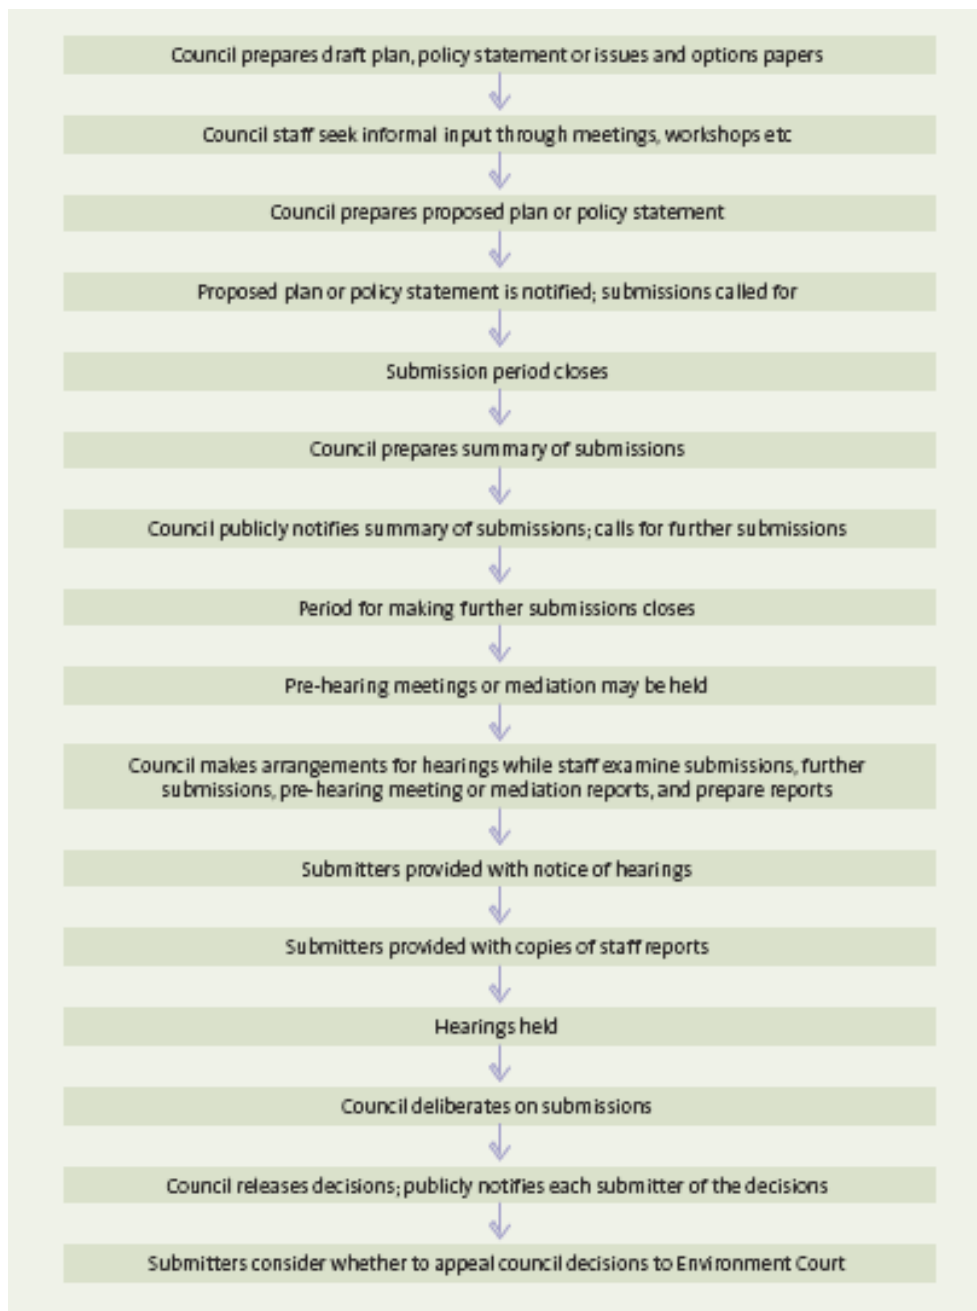 Council prepares draft plan, policy statement or issues and options papers
Council staff seek informal input through meetings, workshops etc
Council prepares proposed plan or policy statement
Proposed plan or policy statement is notified; submissions called for
Submission period closes
Council prepares summary of submissions
Council publicly notifies summary of submissions; calls for further submissions
Period for making further submissions closes
Pre-hearing meetings or mediation may be held
Council makes arrangements for hearings while staff examine submissions, further
submissions, pre-hearing meeting or mediation reports, and prepare reports
Submitters provided with notice of hearings
Submitters provided with copies of staff reports
Hearings held
Council deliberates on submissions
Council releases decisions; publicly notifies each submitter of the decisions
Submitters consider whether to appeal council decisions to Environment Court